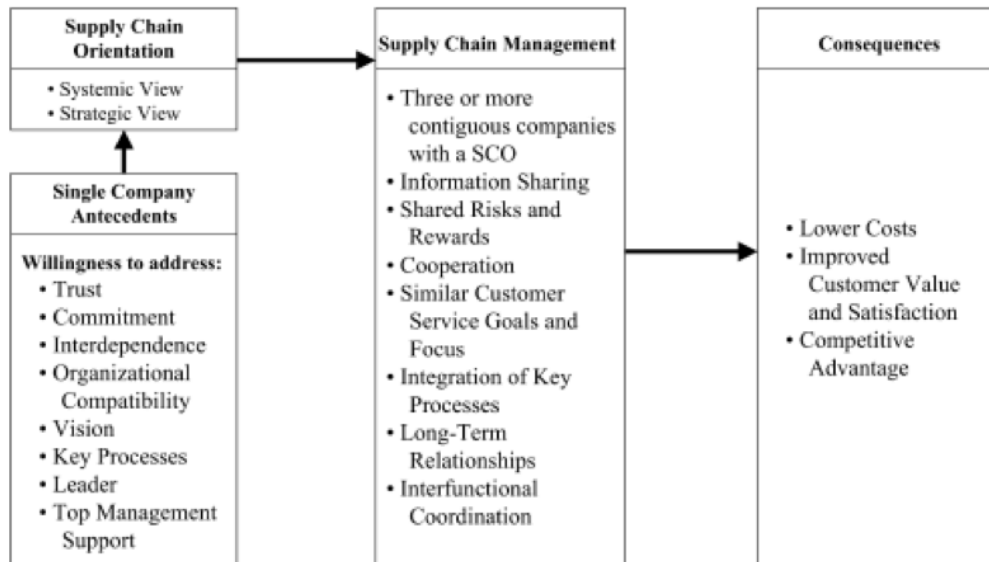 Supply Chain
Orientation
• Systemic View
• Strategic View
Single Company
Antecedents
Willingness to address:
• Trust
• Commitment
• Interdependence
• Organizational
Compatibility
• Vision
• Key Processes
• Leader
• Top Management
Support
Supply Chain Management
• Three or more
contiguous companies
with a SCO
• Information Sharing
• Shared Risks and
Rewards
• Cooperation
• Similar Customer
Service Goals and
Focus
• Integration of Key
Processes
• Long-Term
Relationships
• Interfunctional
Coordination
Consequences
• Lower Costs
• Improved
Customer Value
and Satisfaction
• Competitive
Advantage